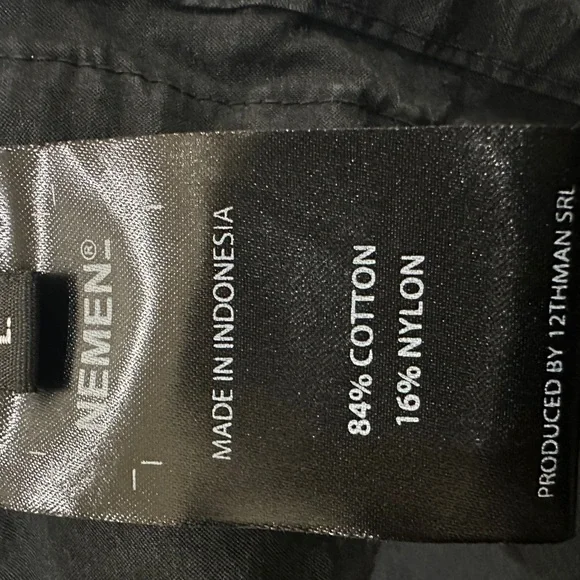 L.
NEMEN®_
MADE IN INDONESIA
84% COTTON
16% NYLON
PRODUCED BY 12THMAN SRL